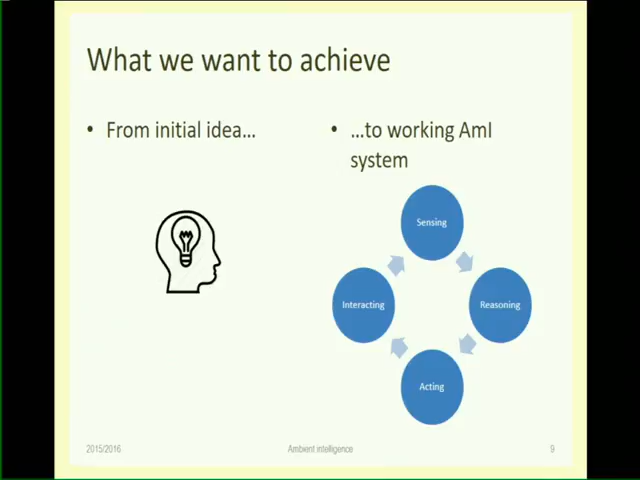 What we want to achieve
• From initial idea…
• …to working AmI
system
Sensing
Reasoning
Acting
Interacting
2015/2016
Ambient intelligence
9